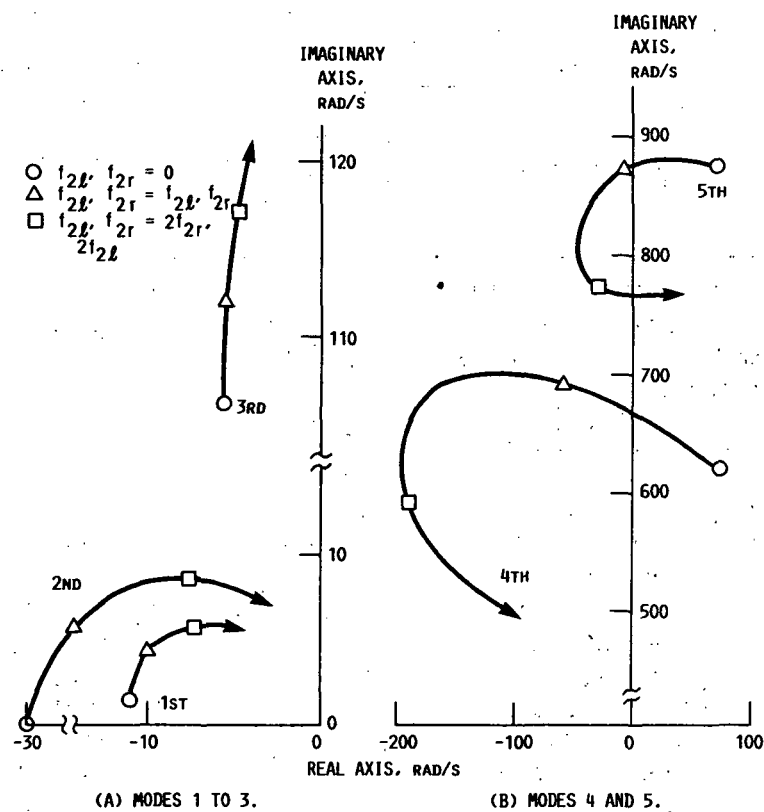 IMAGINARY
AXIS,
RAD/S
○ f2ℓ, f2r = 0
△ f2ℓ, f2r = f2ℓ, f2r
□ f2ℓ, f2r = 2f2r,
2f2ℓ
120
110
3RD
10
2ND
1ST
0
-30
-10
0
IMAGINARY
AXIS,
RAD/S
900
5TH
800
700
600
4TH
500
-200
-100
0
100
REAL AXIS, RAD/S
(A) MODES 1 TO 3.
(B) MODES 4 AND 5.